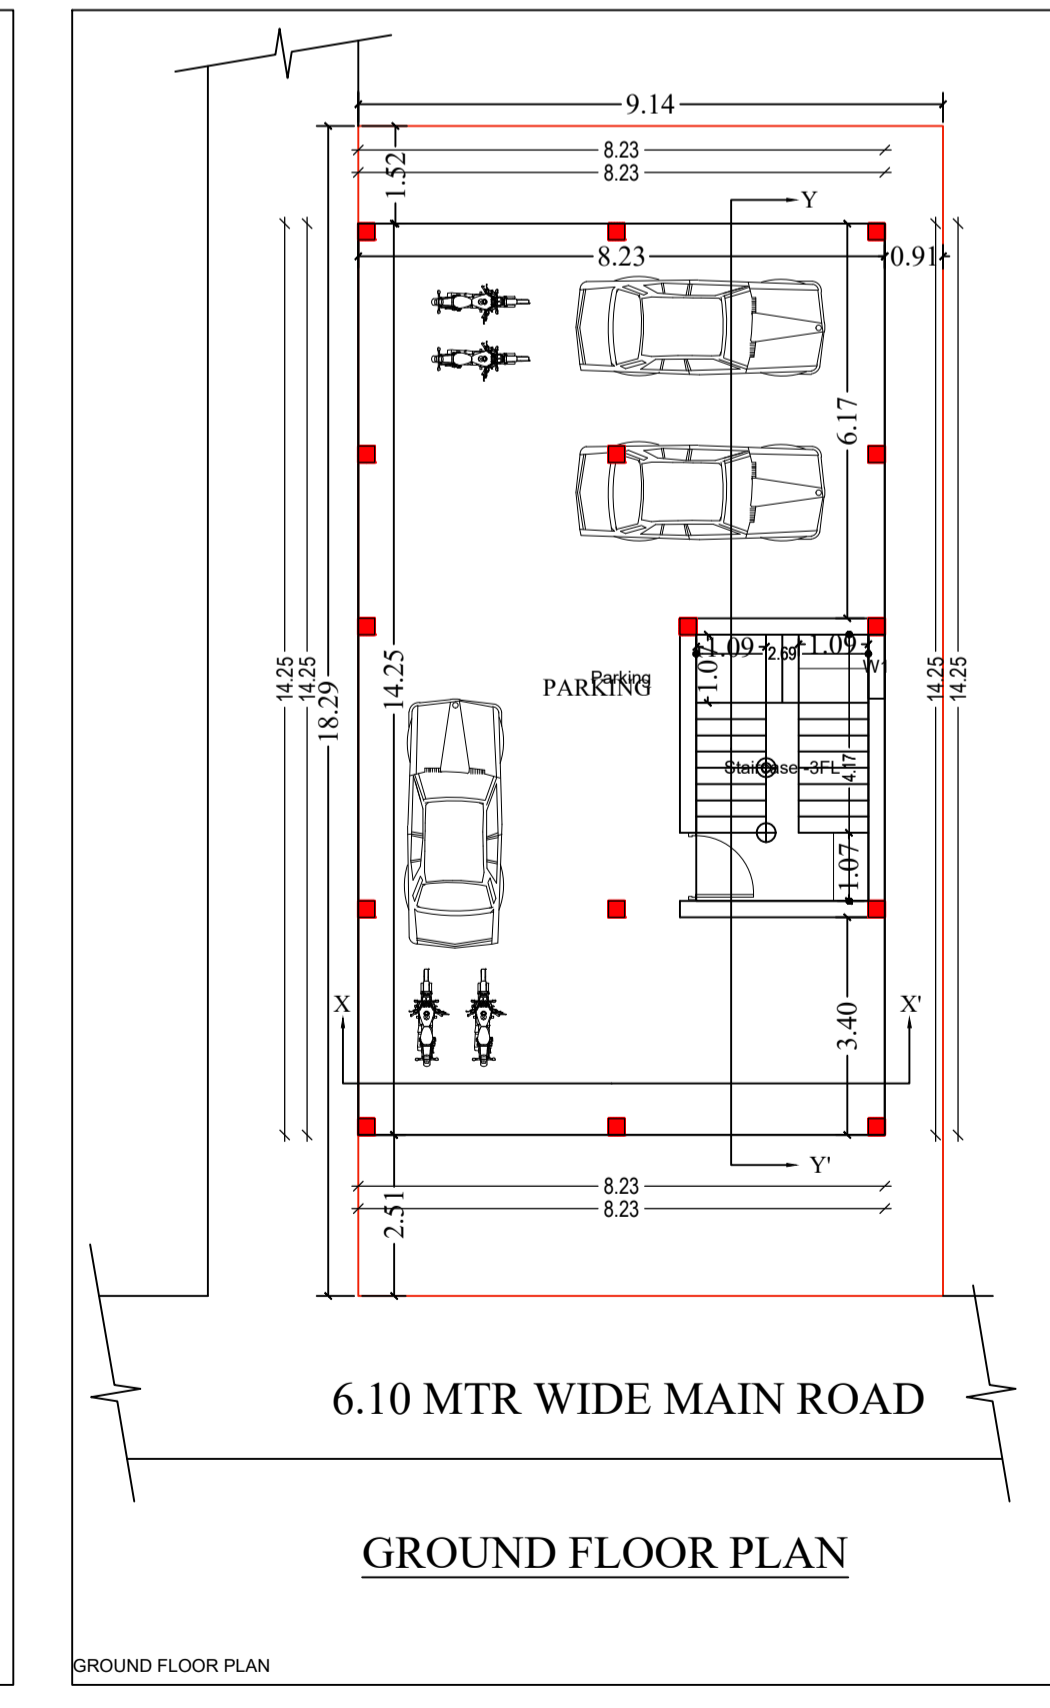 9.14
8.23
8.23
1.52
Y
8.23
0.91
6.17
14.25
14.25
18.29
14.25
1.09
2.69
1.09
1.07
W1
Parking
PARKING
14.25
14.25
Staircase -3FL
4.17
1.07
X
X'
3.40
Y'
8.23
8.23
2.51
6.10 MTR WIDE MAIN ROAD
GROUND FLOOR PLAN
GROUND FLOOR PLAN